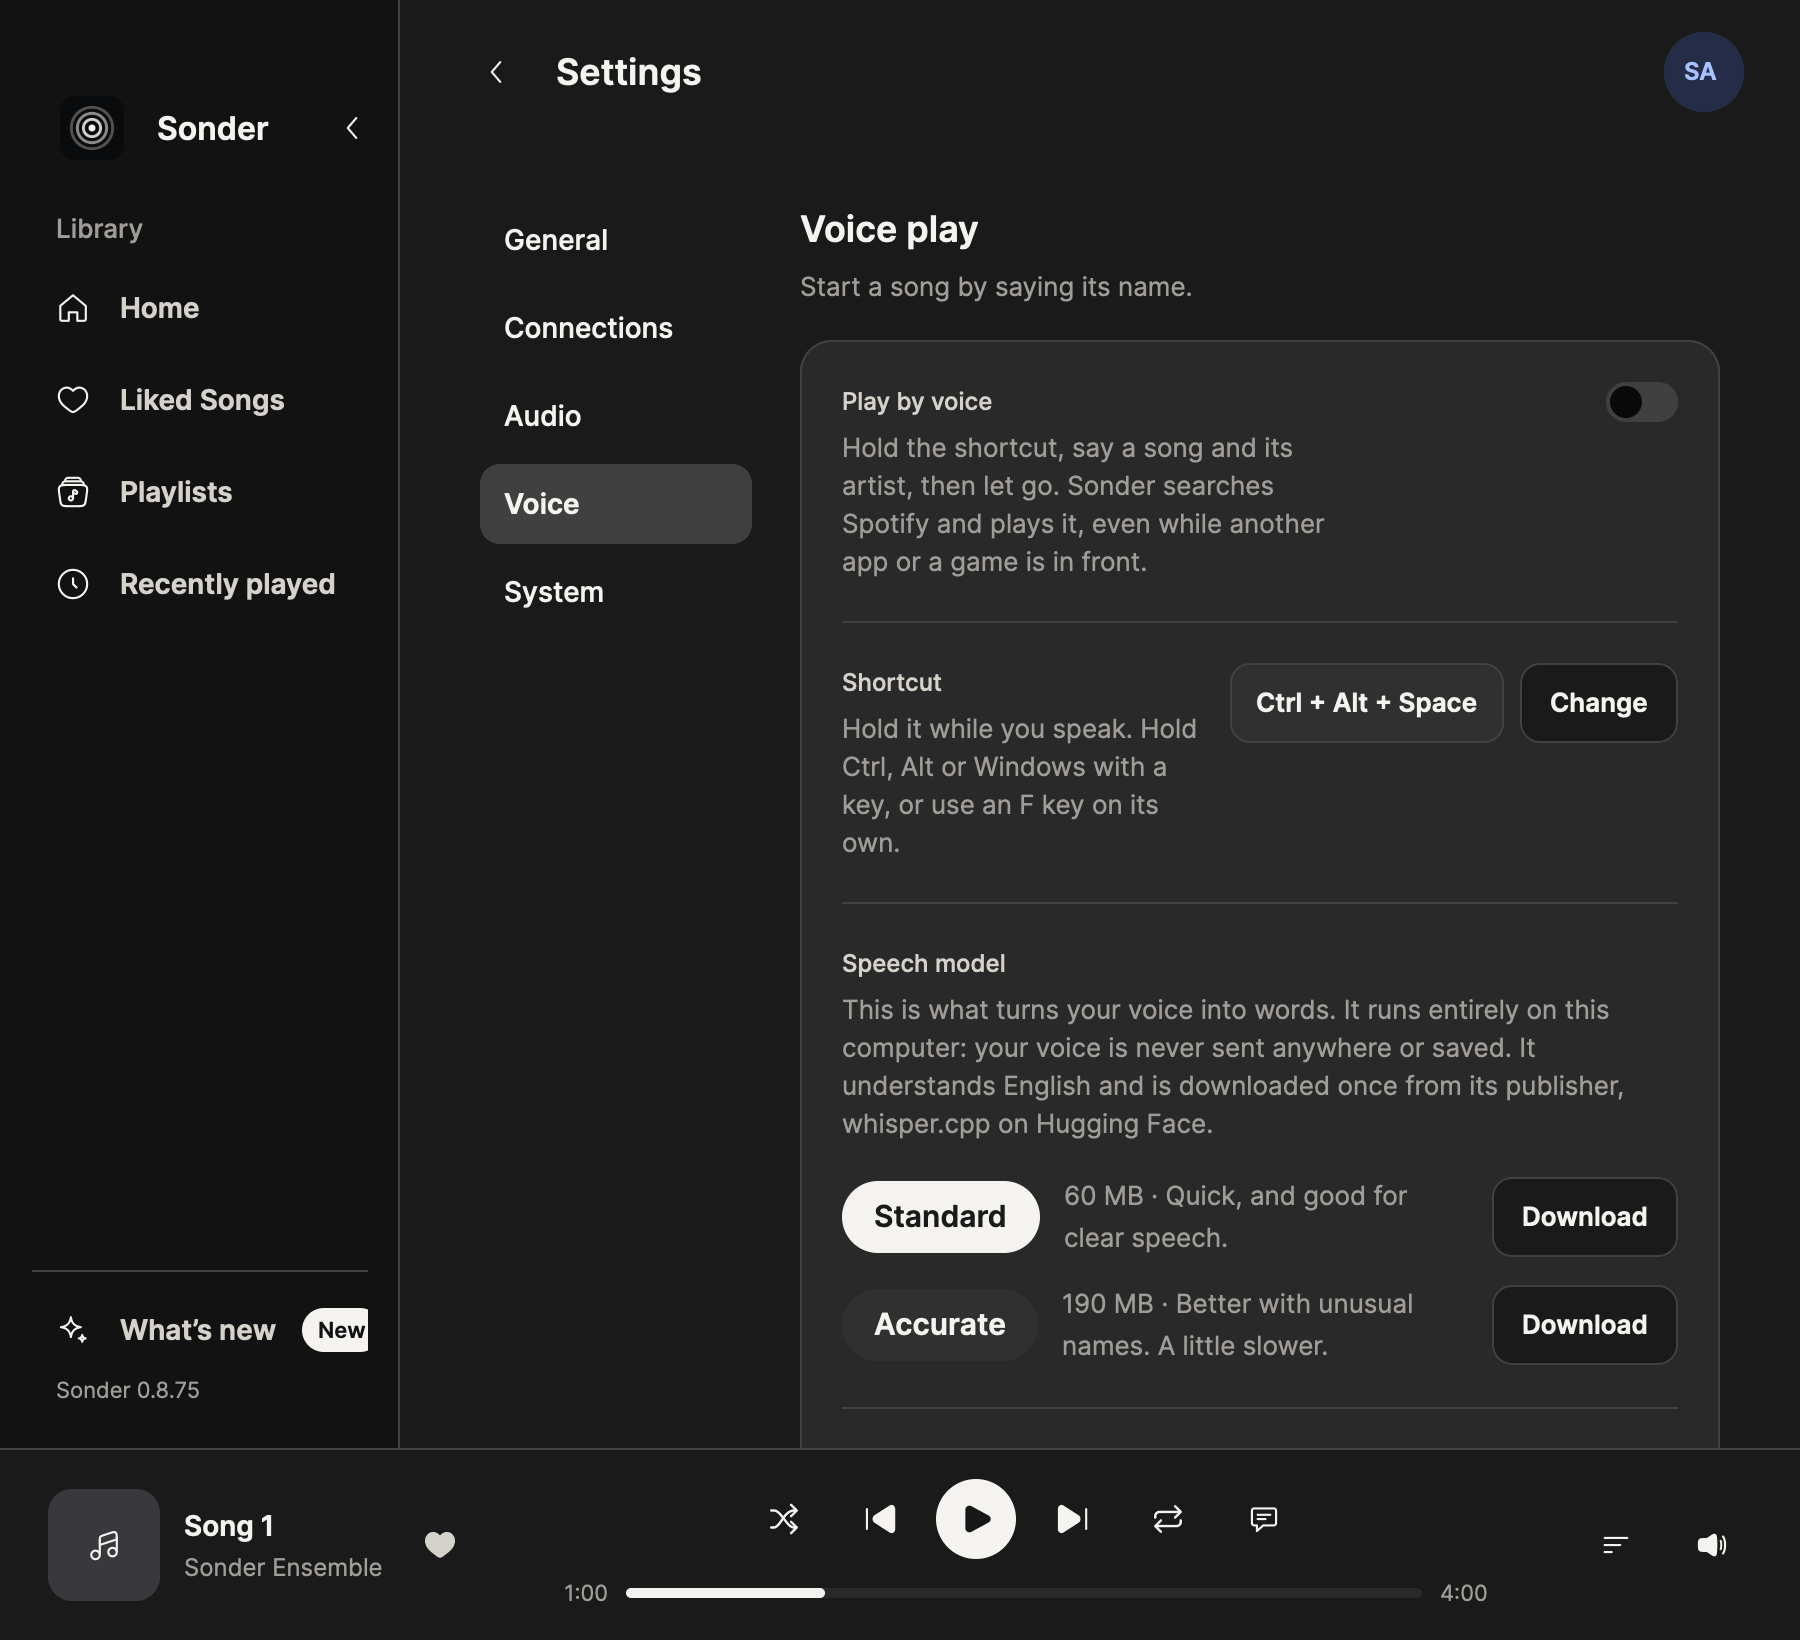 Sonder
Library
Home
Liked Songs
Playlists
Recently played
What’s new
New
Sonder 0.8.75
Settings
SA
General
Connections
Audio
Voice
System
Voice play
Start a song by saying its name.
Play by voice
Hold the shortcut, say a song and its
artist, then let go. Sonder searches
Spotify and plays it, even while another
app or a game is in front.
Shortcut
Hold it while you speak. Hold
Ctrl, Alt or Windows with a
key, or use an F key on its
own.
Ctrl + Alt + Space
Change
Speech model
This is what turns your voice into words. It runs entirely on this
computer: your voice is never sent anywhere or saved. It
understands English and is downloaded once from its publisher,
whisper.cpp on Hugging Face.
Standard
60 MB · Quick, and good for
clear speech.
Download
Accurate
190 MB · Better with unusual
names. A little slower.
Download
Song 1
Sonder Ensemble
1:00
4:00